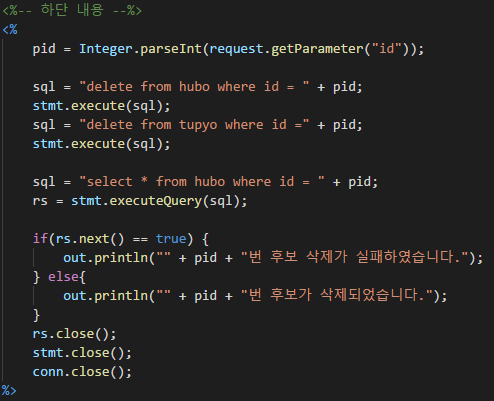 <%-- 하단 내용 --%>
<%
pid = Integer.parseInt(request.getParameter("id"));
sql = "delete from hubo where id = " + pid;
stmt.execute(sql);
sql = "delete from tupyo where id =" + pid;
stmt.execute(sql);
sql = "select * from hubo where id = " + pid;
rs = stmt.executeQuery(sql);
if(rs.next() == true) {
out.println("" + pid + "번 후보 삭제가 실패하였습니다.");
} else{
out.println("" + pid + "번 후보가 삭제되었습니다.");
}
rs.close();
stmt.close();
conn.close();
%>